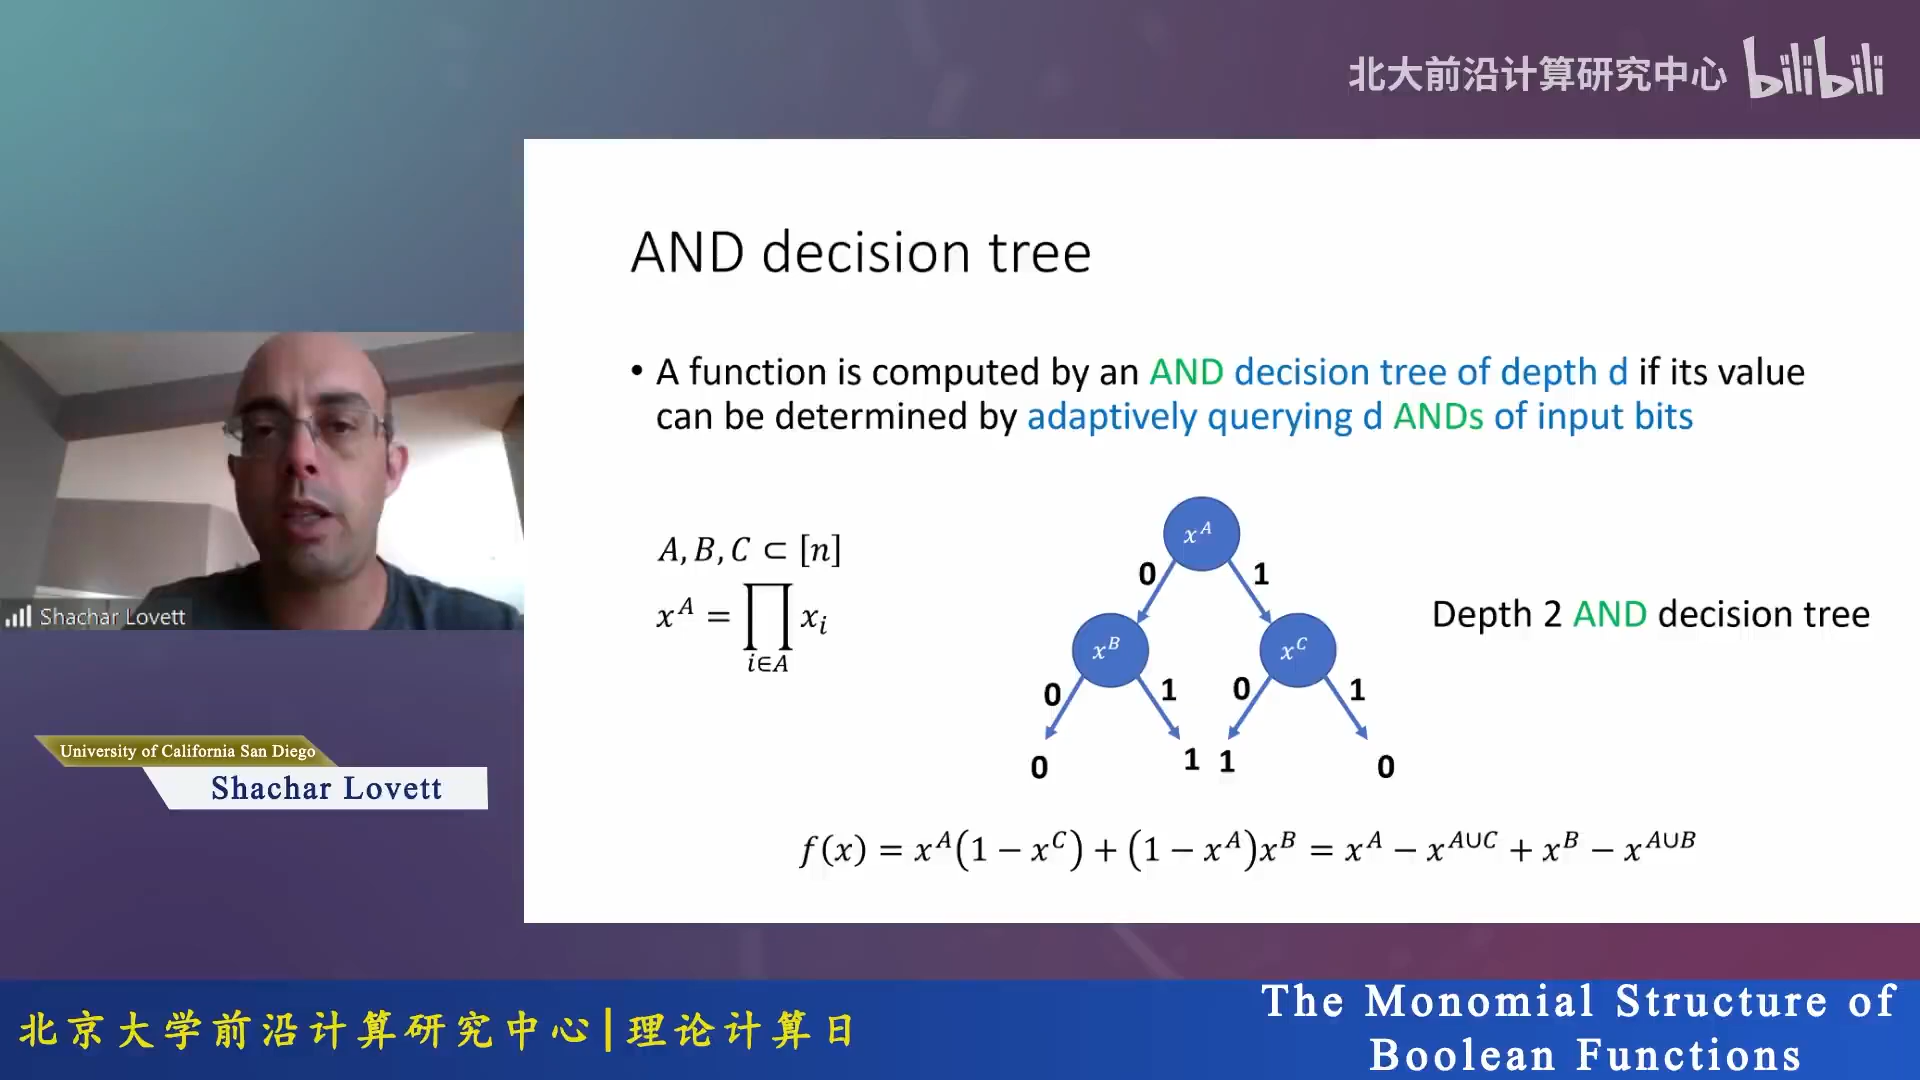 北大前沿计算研究中心 bilibili
AND decision tree
• A function is computed by an AND decision tree of depth d if its value
can be determined by adaptively querying d ANDs of input bits
A, B, C ⊂ [n]
x^A = ∏_{i∈A} x_i
x^A
0 1
x^B x^C
0 1 0 1
0 1 1 0
Depth 2 AND decision tree
f(x) = x^A(1 − x^C) + (1 − x^A)x^B = x^A − x^{A∪C} + x^B − x^{A∪B}
Shachar Lovett
University of California San Diego
Shachar Lovett
北京大学前沿计算研究中心|理论计算日
The Monomial Structure of
Boolean Functions